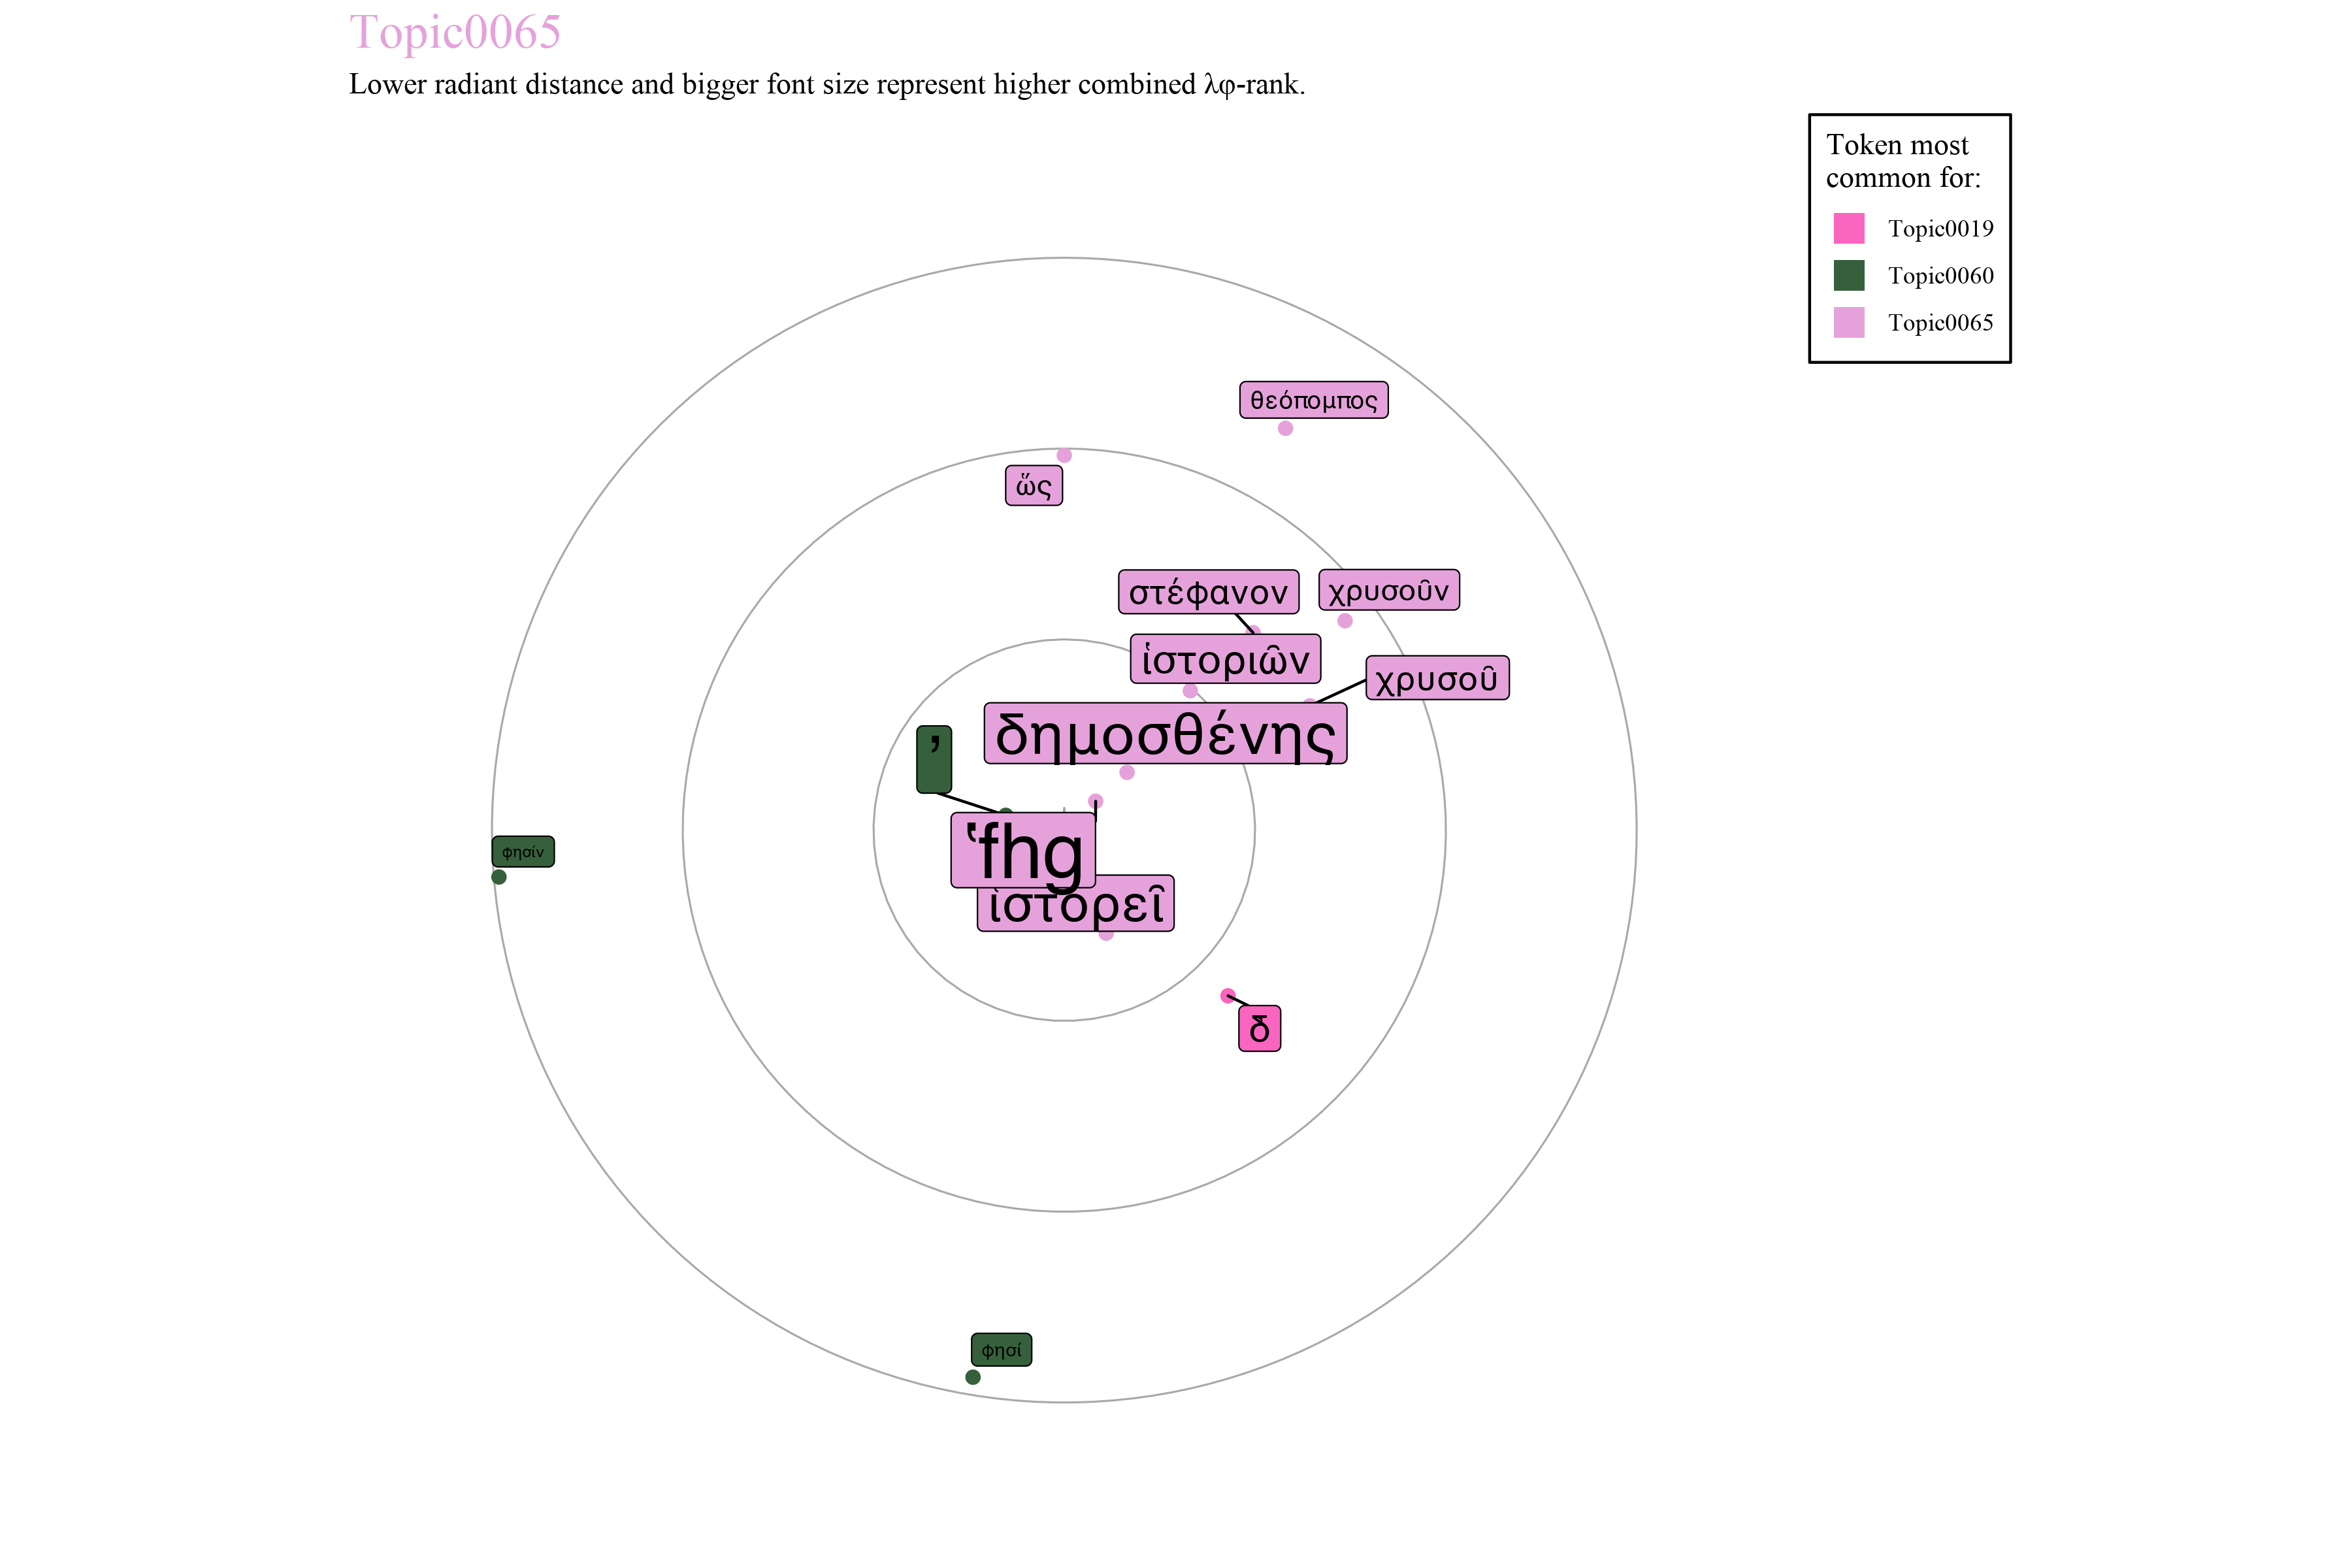 Topic0065
Lower radiant distance and bigger font size represent higher combined λφ-rank.
Token most
common for:
Topic0019
Topic0060
Topic0065
θεόπομπος
ὥς
στέφανον
χρυσοῦν
ἱστοριῶν
χρυσοῦ
δημοσθένης
’
ʽfhg
ἱστορεῖ
φησίν
δ
φησί